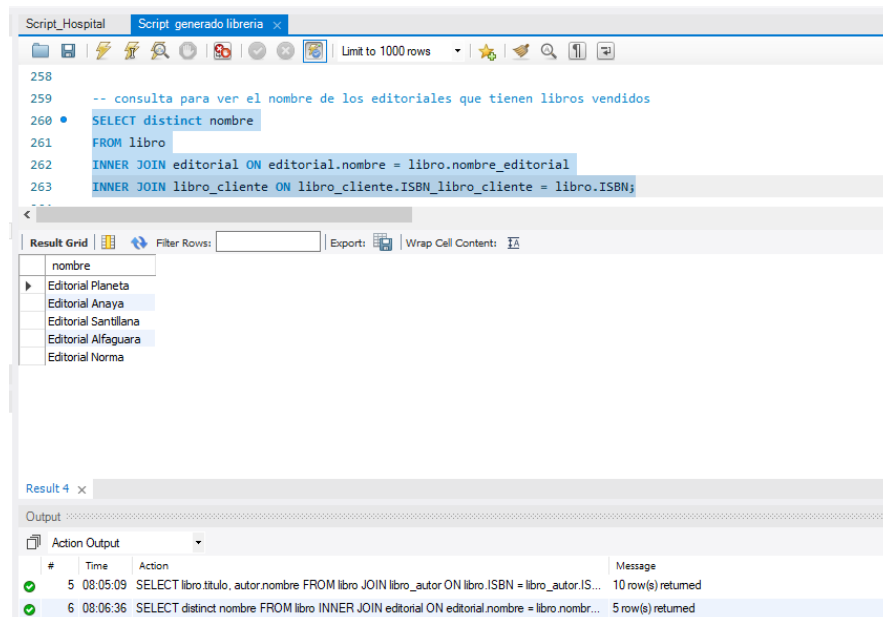 Script_Hospital Script generado libreria ×
Limit to 1000 rows
258
259 -- consulta para ver el nombre de los editoriales que tienen libros vendidos
260 SELECT distinct nombre
261 FROM libro
262 INNER JOIN editorial ON editorial.nombre = libro.nombre_editorial
263 INNER JOIN libro_cliente ON libro_cliente.ISBN_libro_cliente = libro.ISBN;
Result Grid Filter Rows: Export: Wrap Cell Content:
nombre
Editorial Planeta
Editorial Anaya
Editorial Santillana
Editorial Alfaguara
Editorial Norma
Result 4 ×
Output
Action Output
# Time Action Message
5 08:05:09 SELECT libro.titulo, autor.nombre FROM libro JOIN libro_autor ON libro.ISBN = libro_autor.IS... 10 row(s) returned
6 08:06:36 SELECT distinct nombre FROM libro INNER JOIN editorial ON editorial.nombre = libro.nombr... 5 row(s) returned